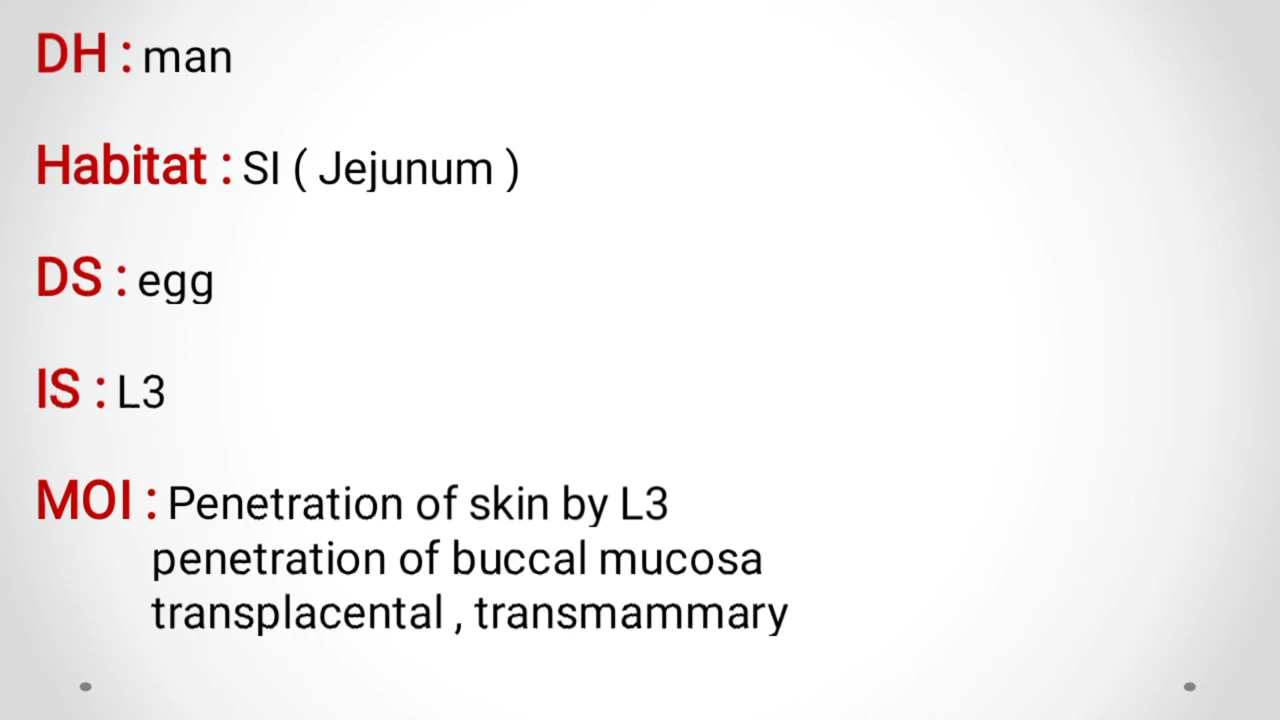 DH : man
Habitat : SI ( Jejunum )
DS : egg
IS : L3
MOI : Penetration of skin by L3
penetration of buccal mucosa
transplacental , transmammary